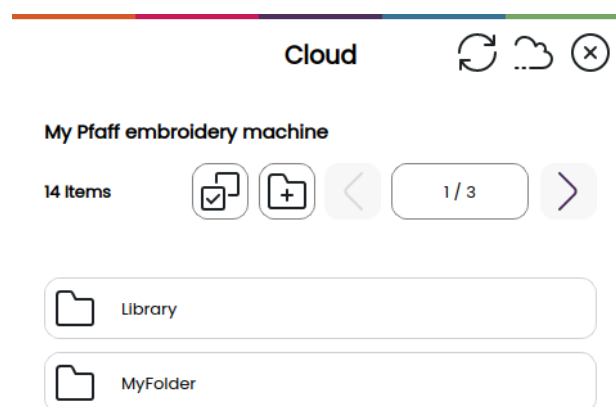 Cloud
My Pfaff embroidery machine
14 Items
1 / 3
Library
MyFolder